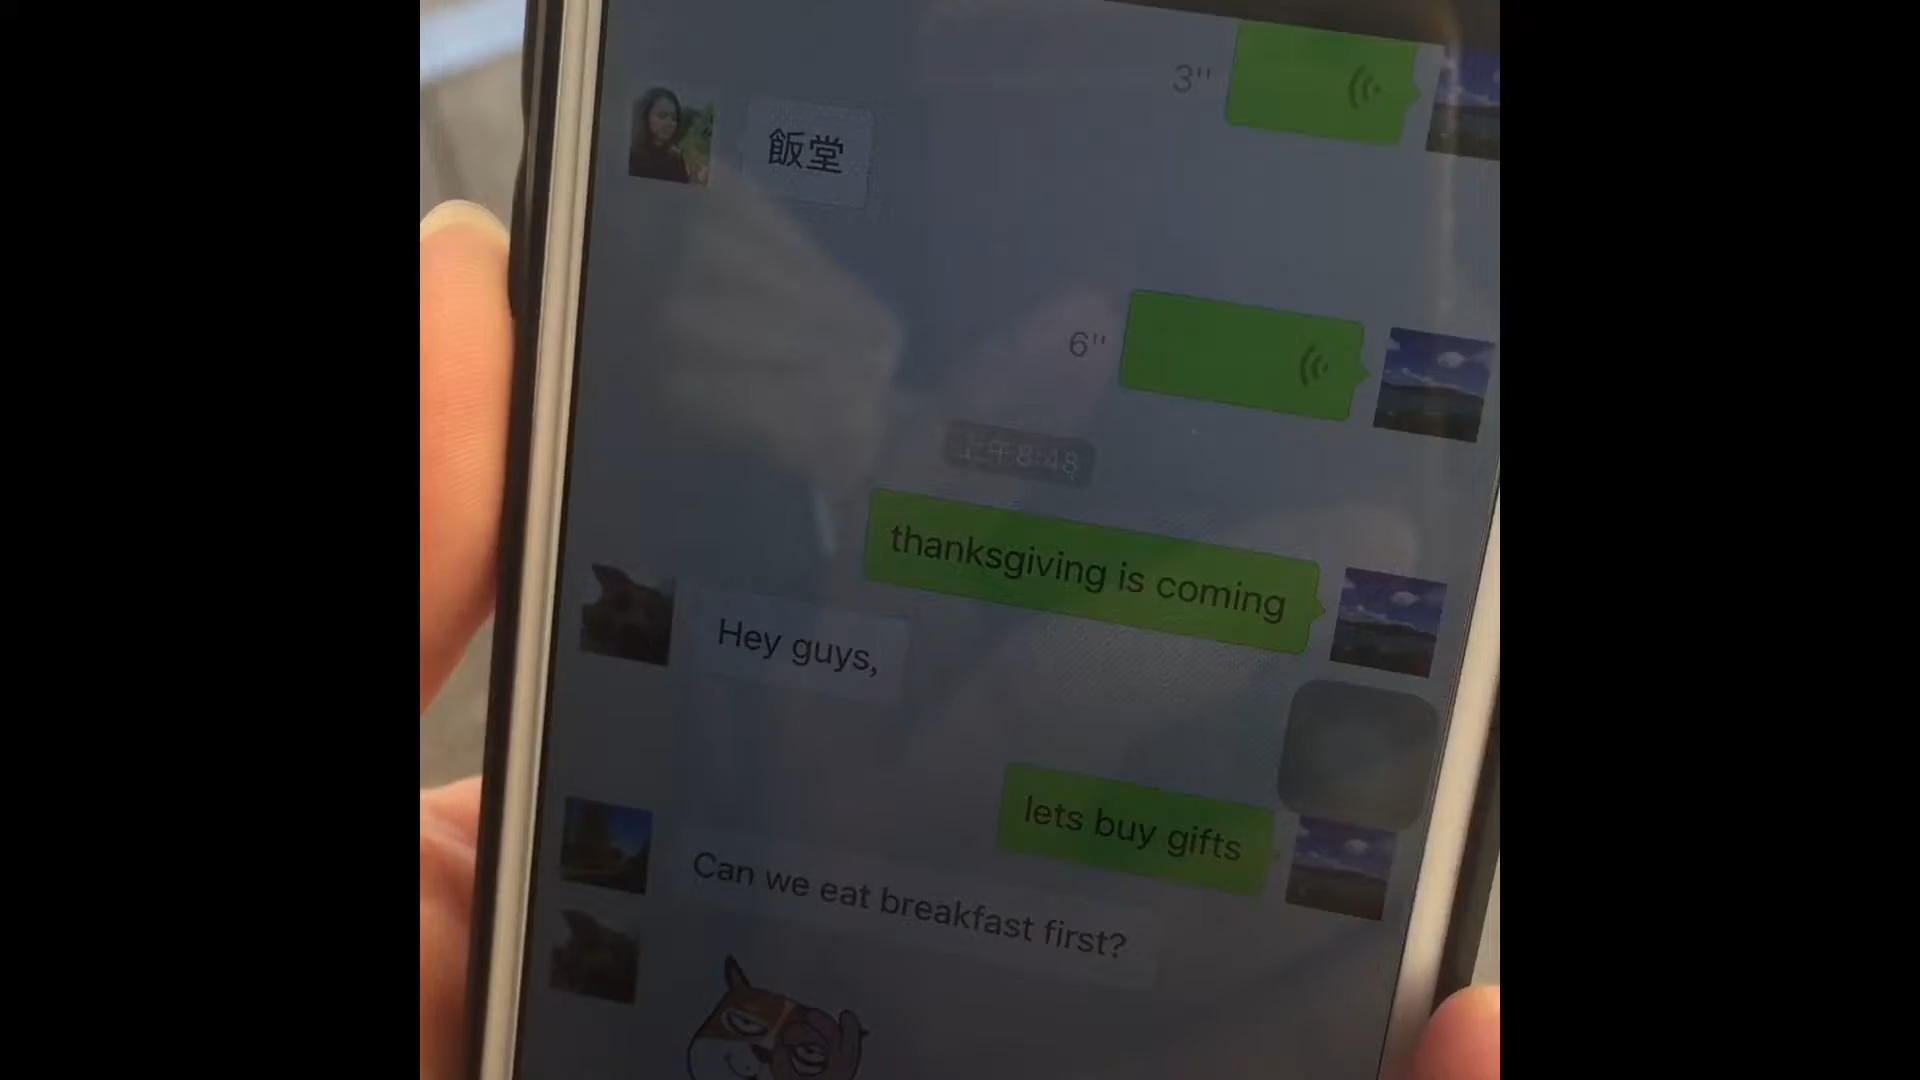 3''
飯堂
6''
上午8:48
thanksgiving is coming
Hey guys,
lets buy gifts
Can we eat breakfast first?